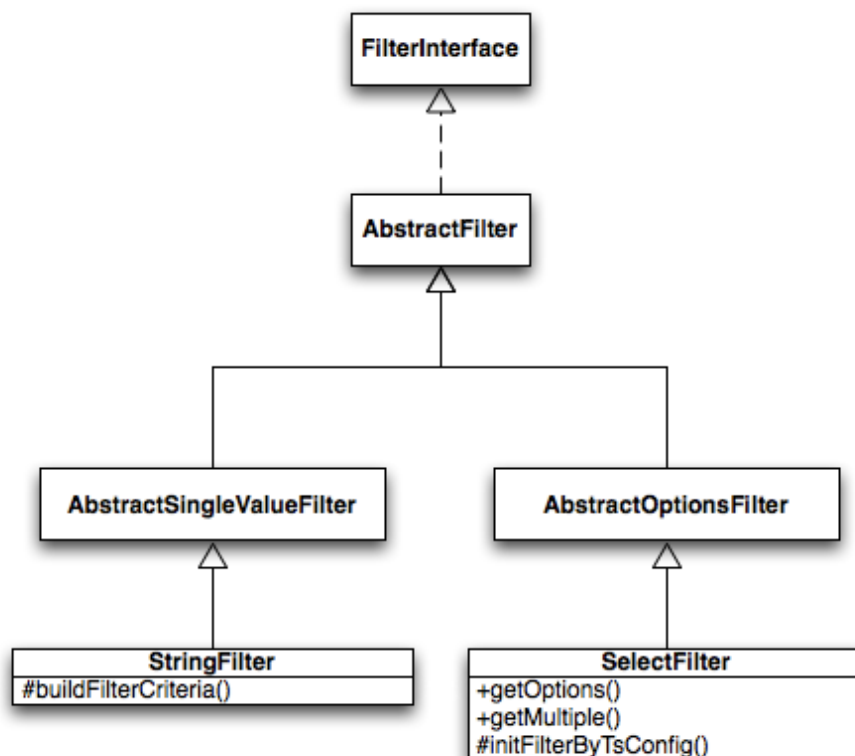 FilterInterface
AbstractFilter
AbstractSingleValueFilter
AbstractOptionsFilter
StringFilter
#buildFilterCriteria()
SelectFilter
+getOptions()
+getMultiple()
#initFilterByTsConfig()